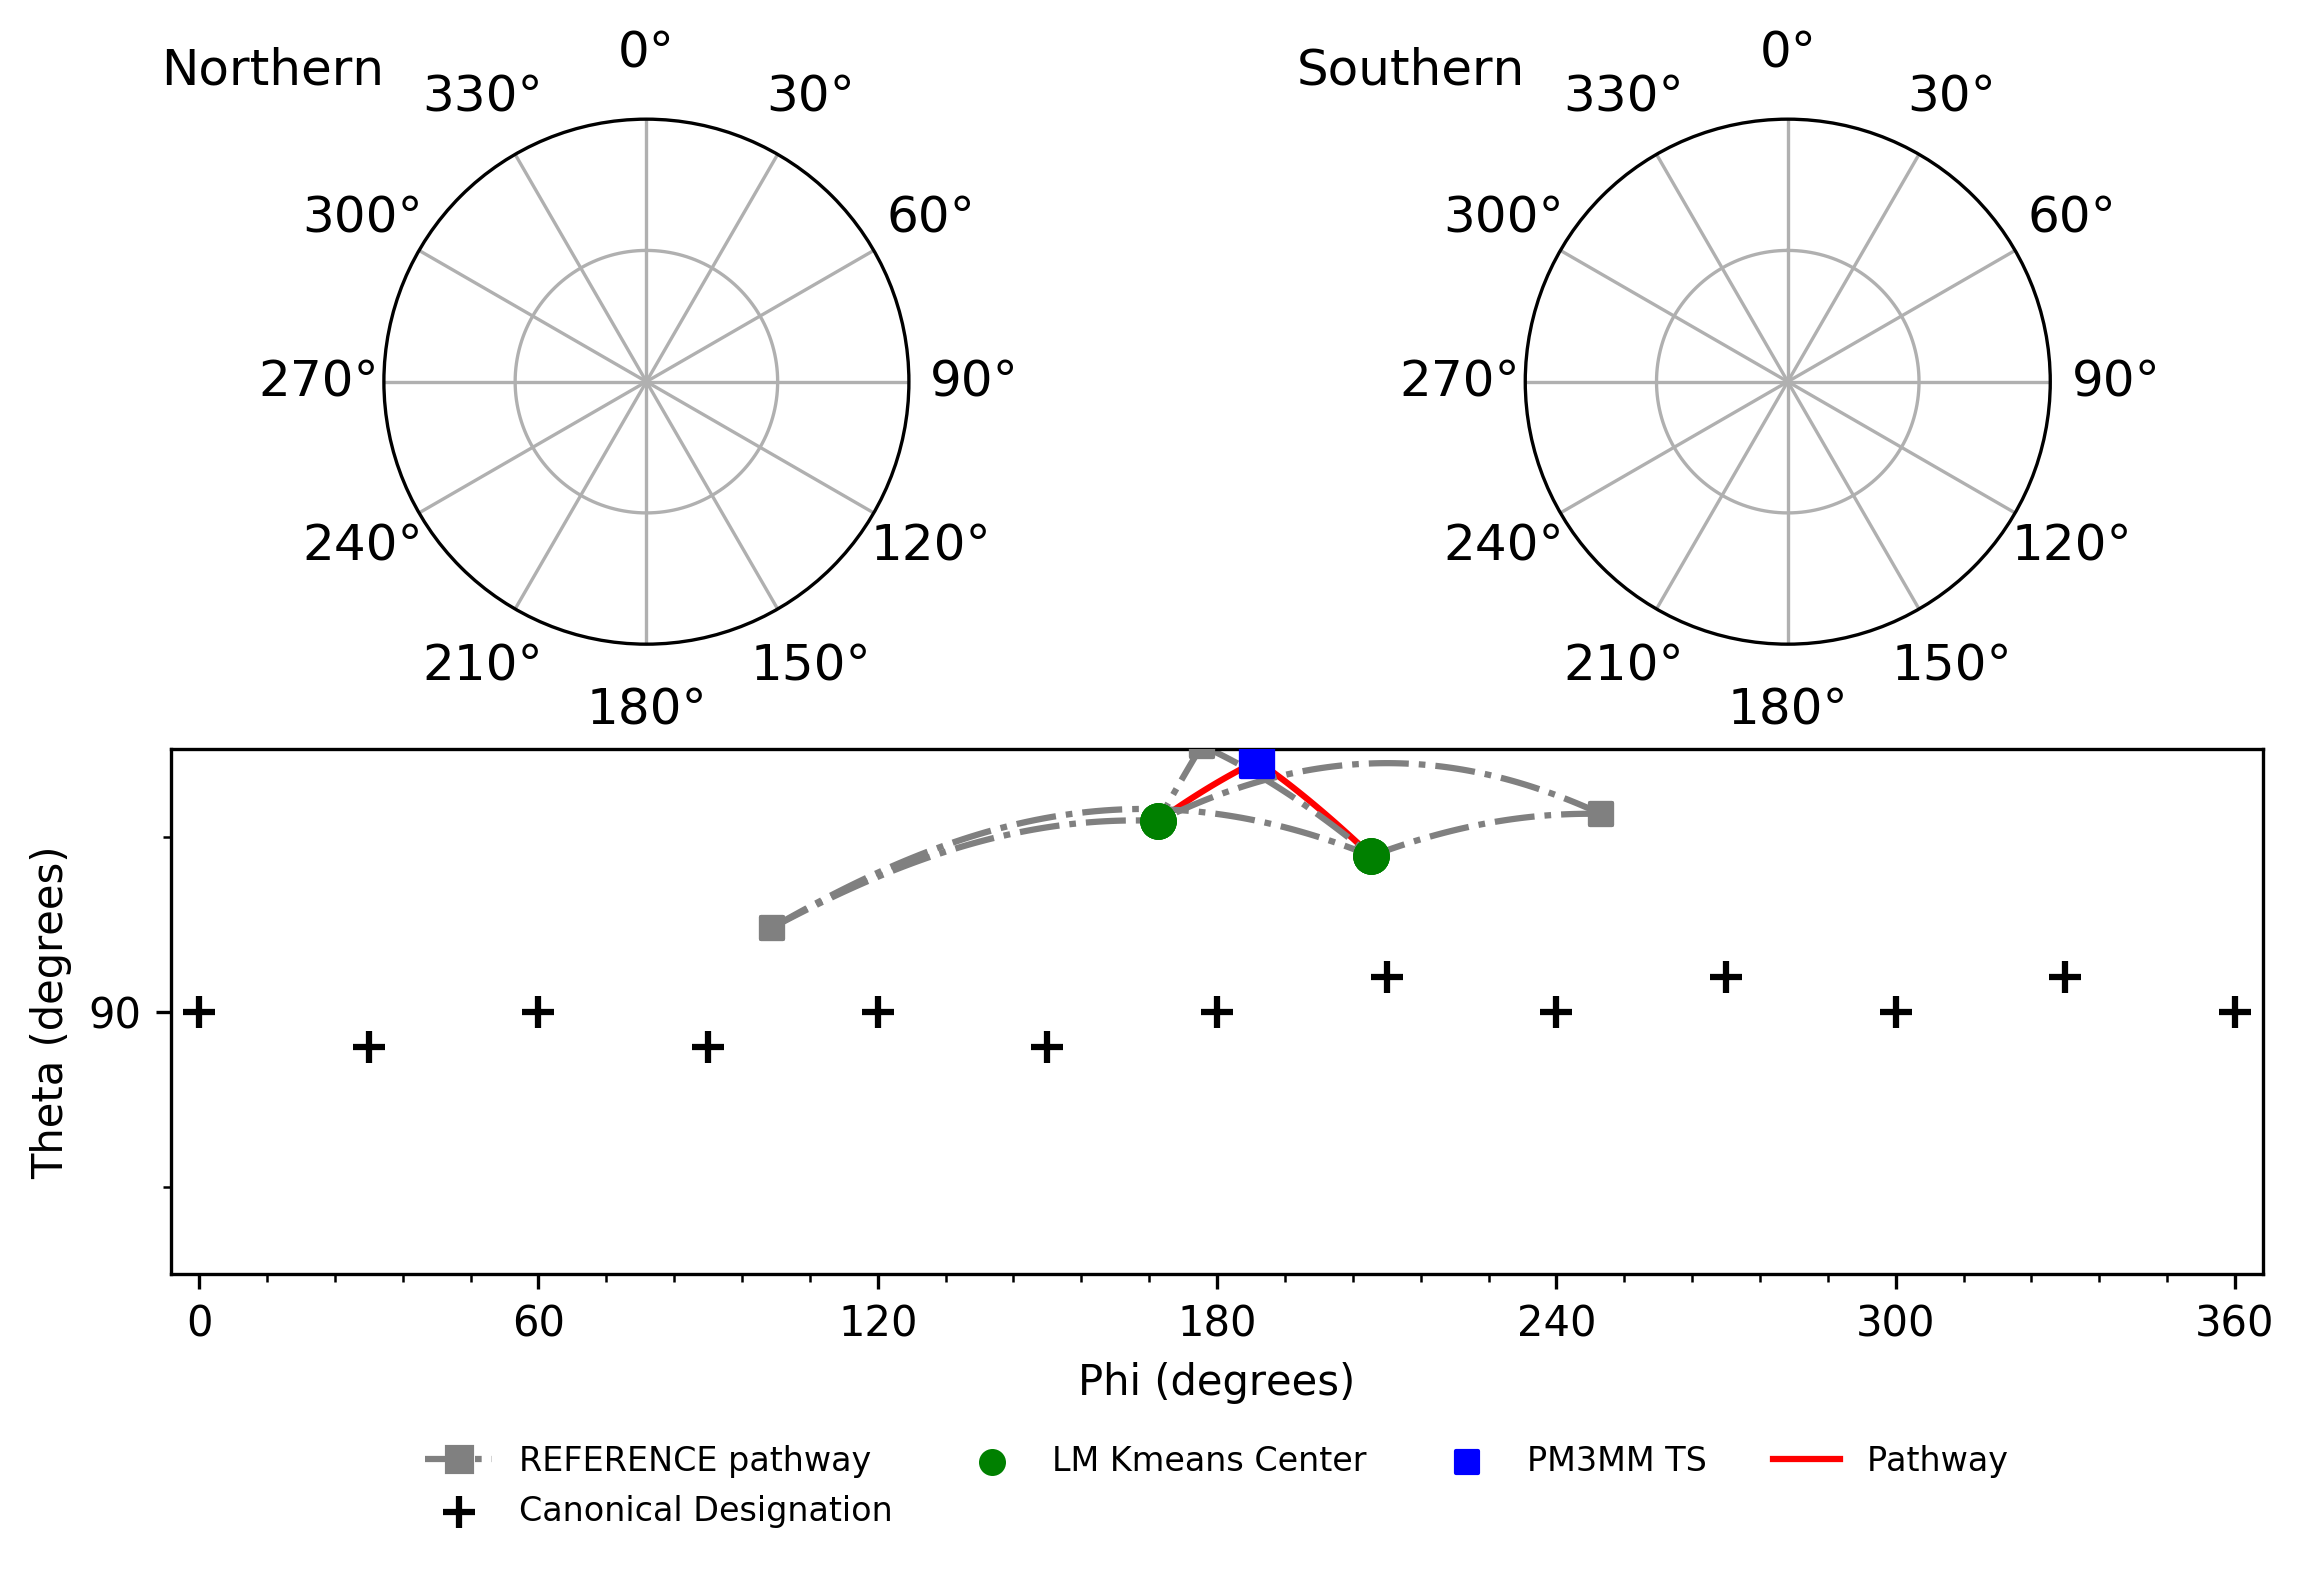 Northern
0°
330°
30°
300°
60°
270°
90°
240°
120°
210°
150°
180°
Southern
0°
330°
30°
300°
60°
270°
90°
240°
120°
210°
150°
180°
Theta (degrees)
90
0 60 120 180 240 300 360
Phi (degrees)
REFERENCE pathway
Canonical Designation
LM Kmeans Center
PM3MM TS
Pathway